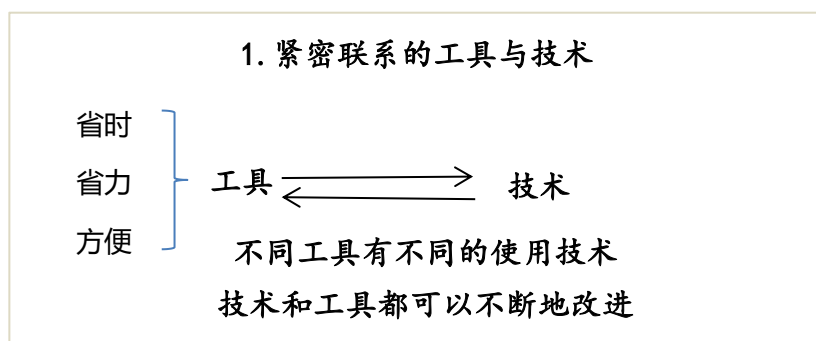 1.紧密联系的工具与技术
省时
省力
方便
工具
技术
不同工具有不同的使用技术
技术和工具都可以不断地改进